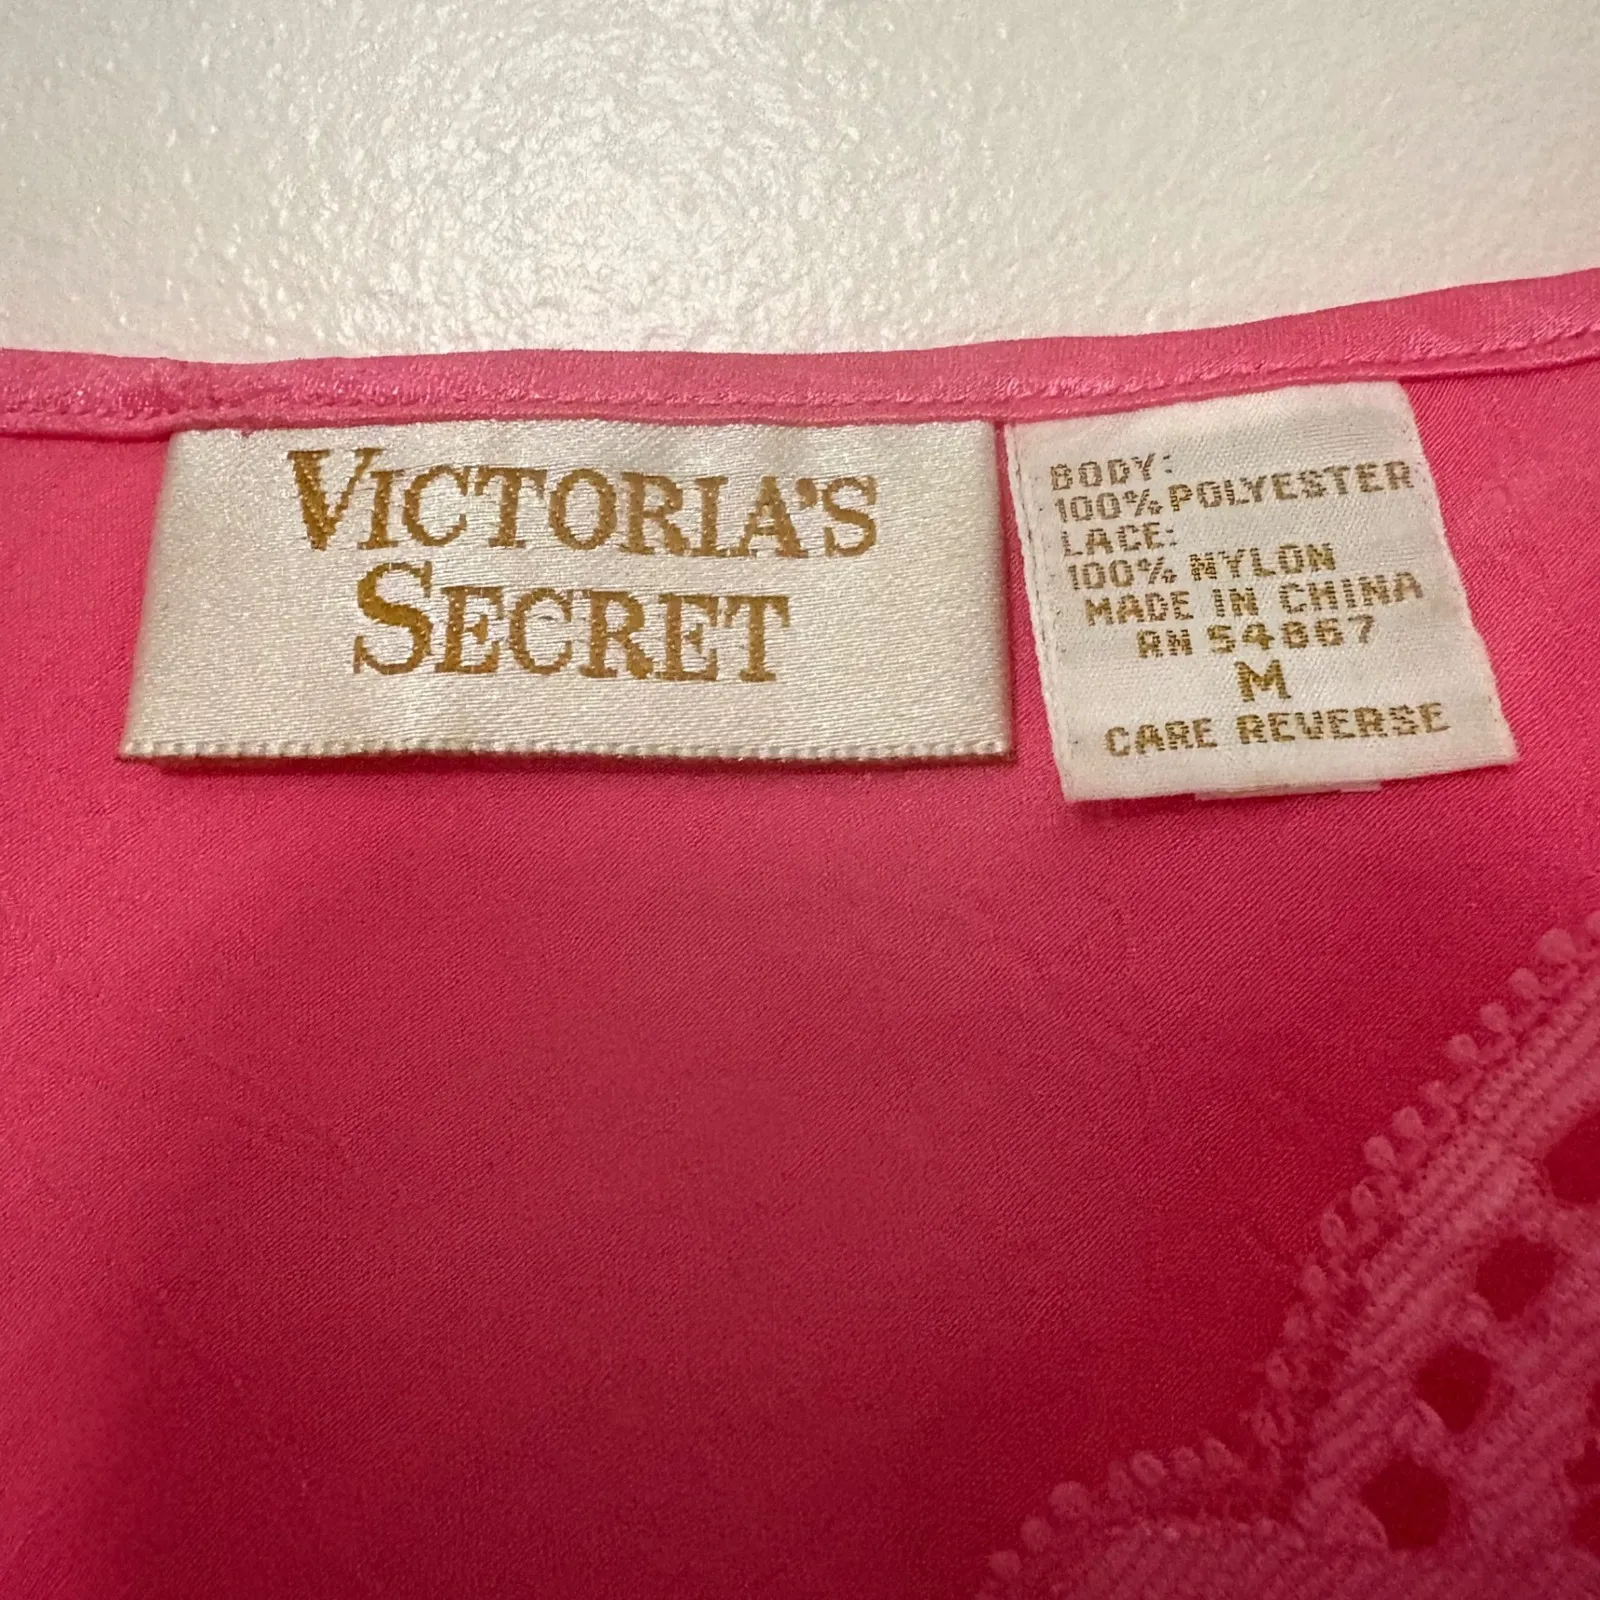 VICTORIA'S
SECRET
BODY:
100% POLYESTER
LACE:
100% NYLON
MADE IN CHINA
RN 54867
M
CARE REVERSE